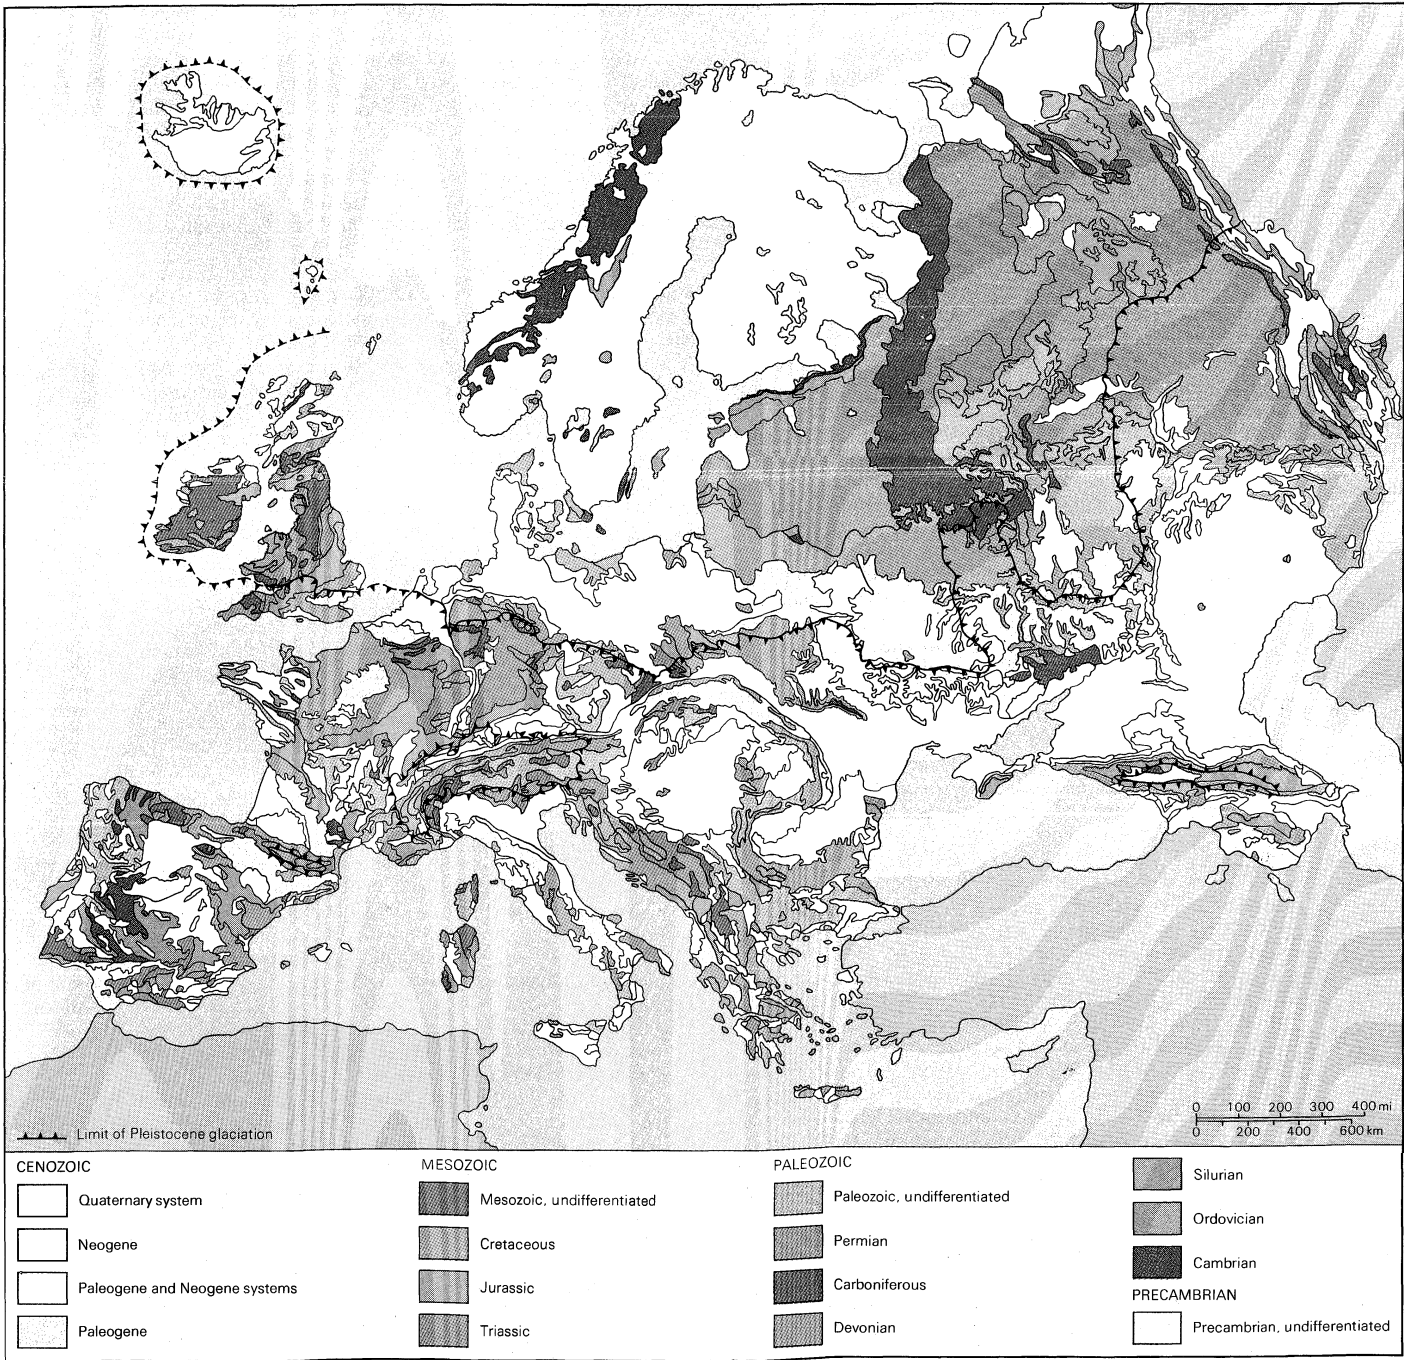 0 100 200 300 400 mi
0 200 400 600 km
Limit of Pleistocene glaciation
CENOZOIC
Quaternary system
Neogene
Paleogene and Neogene systems
Paleogene
MESOZOIC
Mesozoic, undifferentiated
Cretaceous
Jurassic
Triassic
PALEOZOIC
Paleozoic, undifferentiated
Permian
Carboniferous
Devonian
Silurian
Ordovician
Cambrian
PRECAMBRIAN
Precambrian, undifferentiated